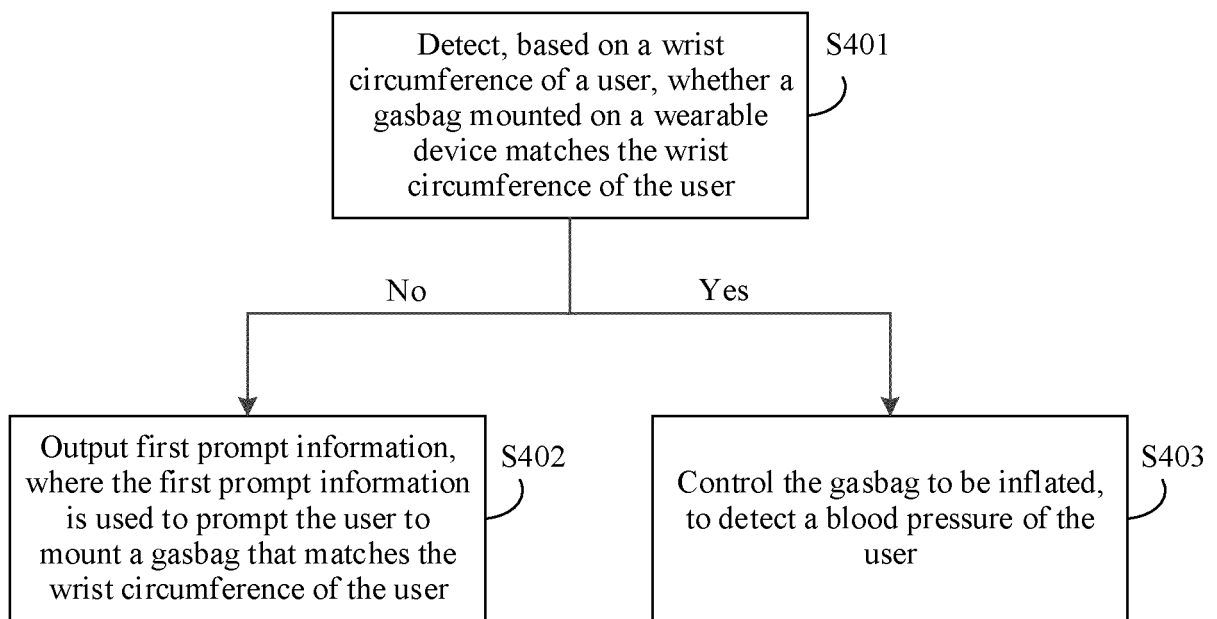 Detect, based on a wrist
circumference of a user, whether a
gasbag mounted on a wearable
device matches the wrist
circumference of the user
S401
No
Yes
Output first prompt information,
where the first prompt information
is used to prompt the user to
mount a gasbag that matches the
wrist circumference of the user
S402
Control the gasbag to be inflated,
to detect a blood pressure of the
user
S403